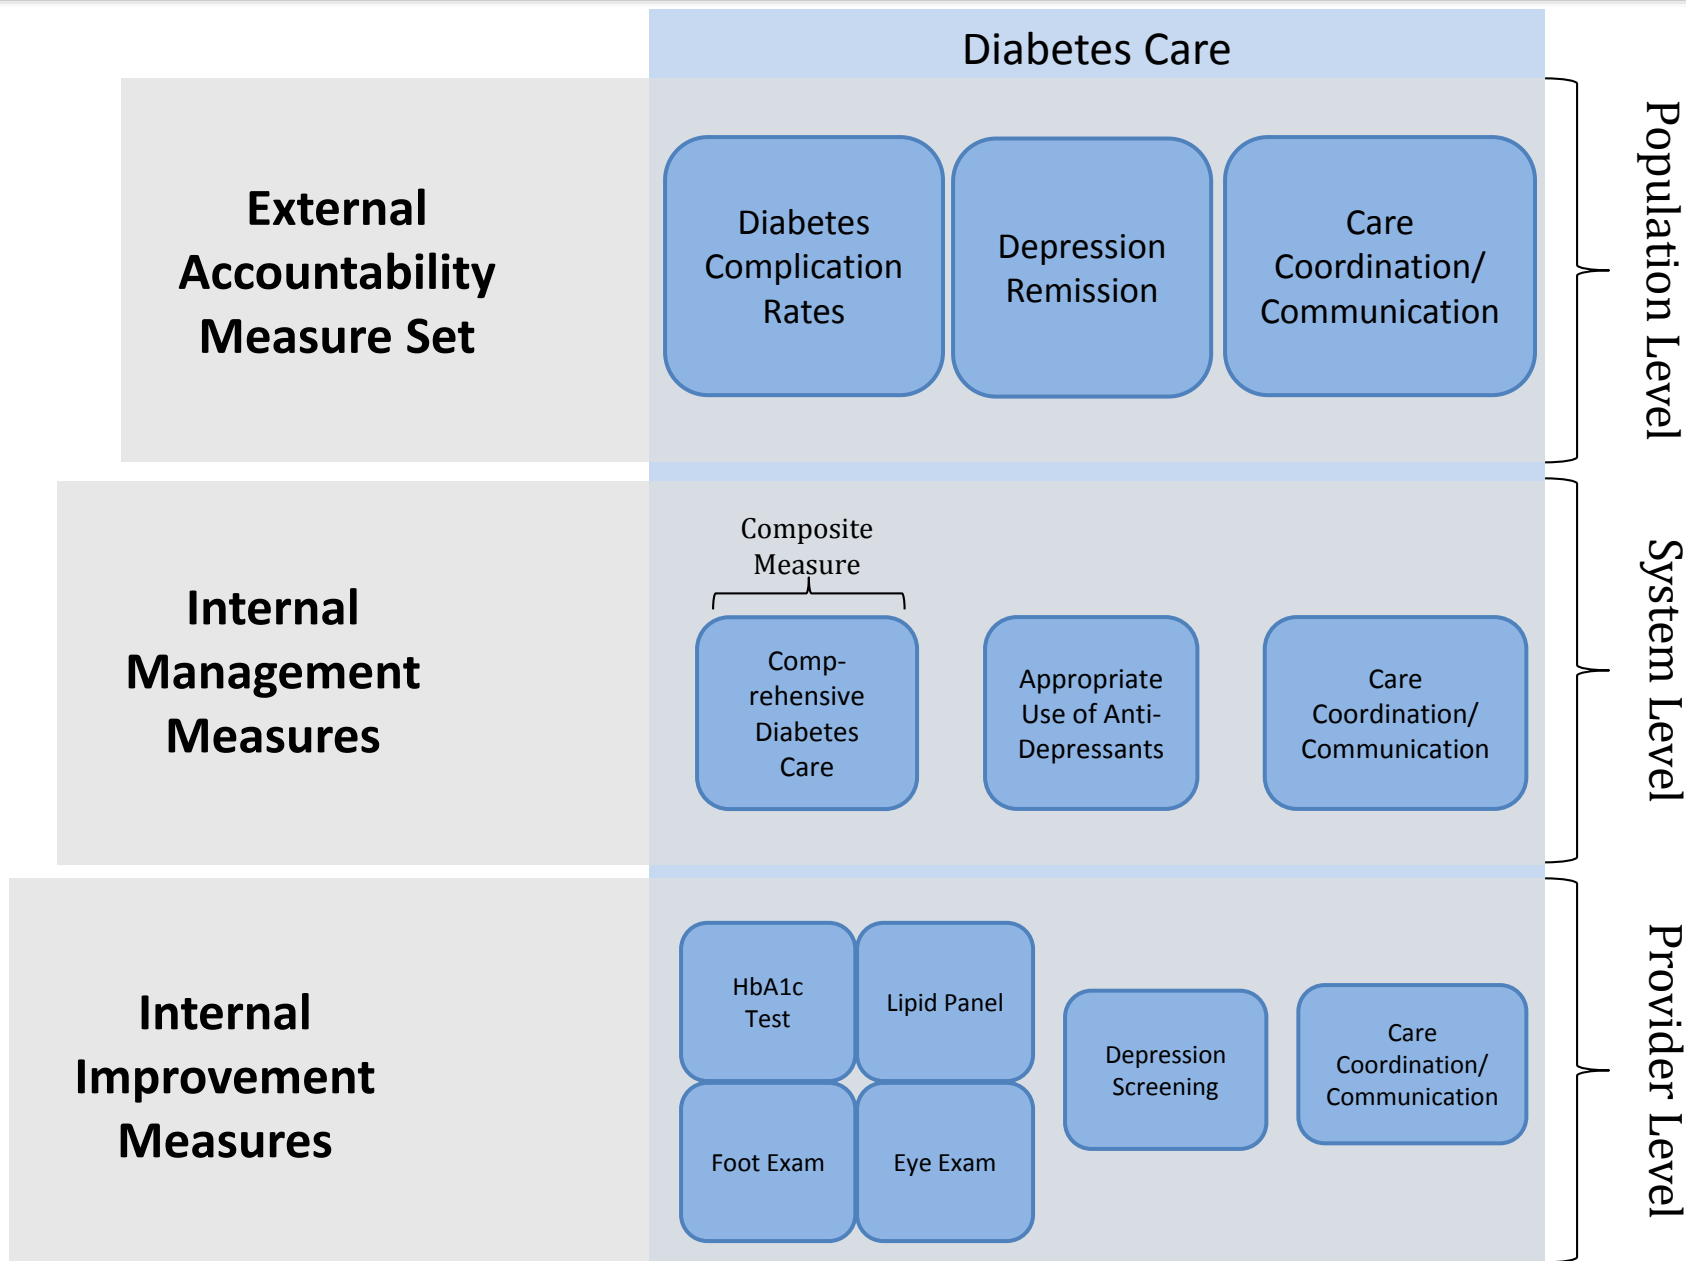 Diabetes Care
External
Accountability
Measure Set
Diabetes
Complication
Rates
Depression
Remission
Care
Coordination/
Communication
Population Level
Internal
Management
Measures
Composite
Measure
Comp-
rehensive
Diabetes
Care
Appropriate
Use of Anti-
Depressants
Care
Coordination/
Communication
System Level
Internal
Improvement
Measures
HbA1c
Test
Lipid Panel
Foot Exam
Eye Exam
Depression
Screening
Care
Coordination/
Communication
Provider Level